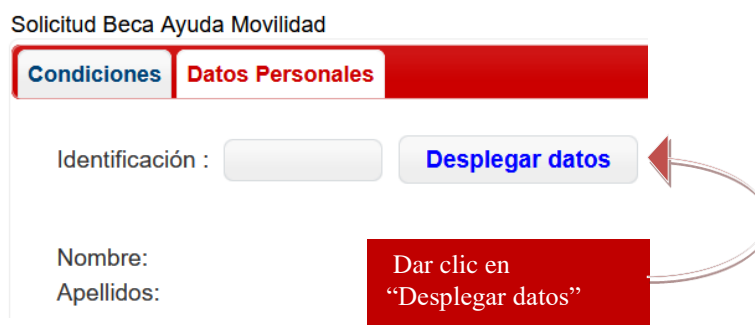 Solicitud Beca Ayuda Movilidad
Condiciones Datos Personales
Identificación : Desplegar datos
Nombre:
Apellidos:
Dar clic en
“Desplegar datos”